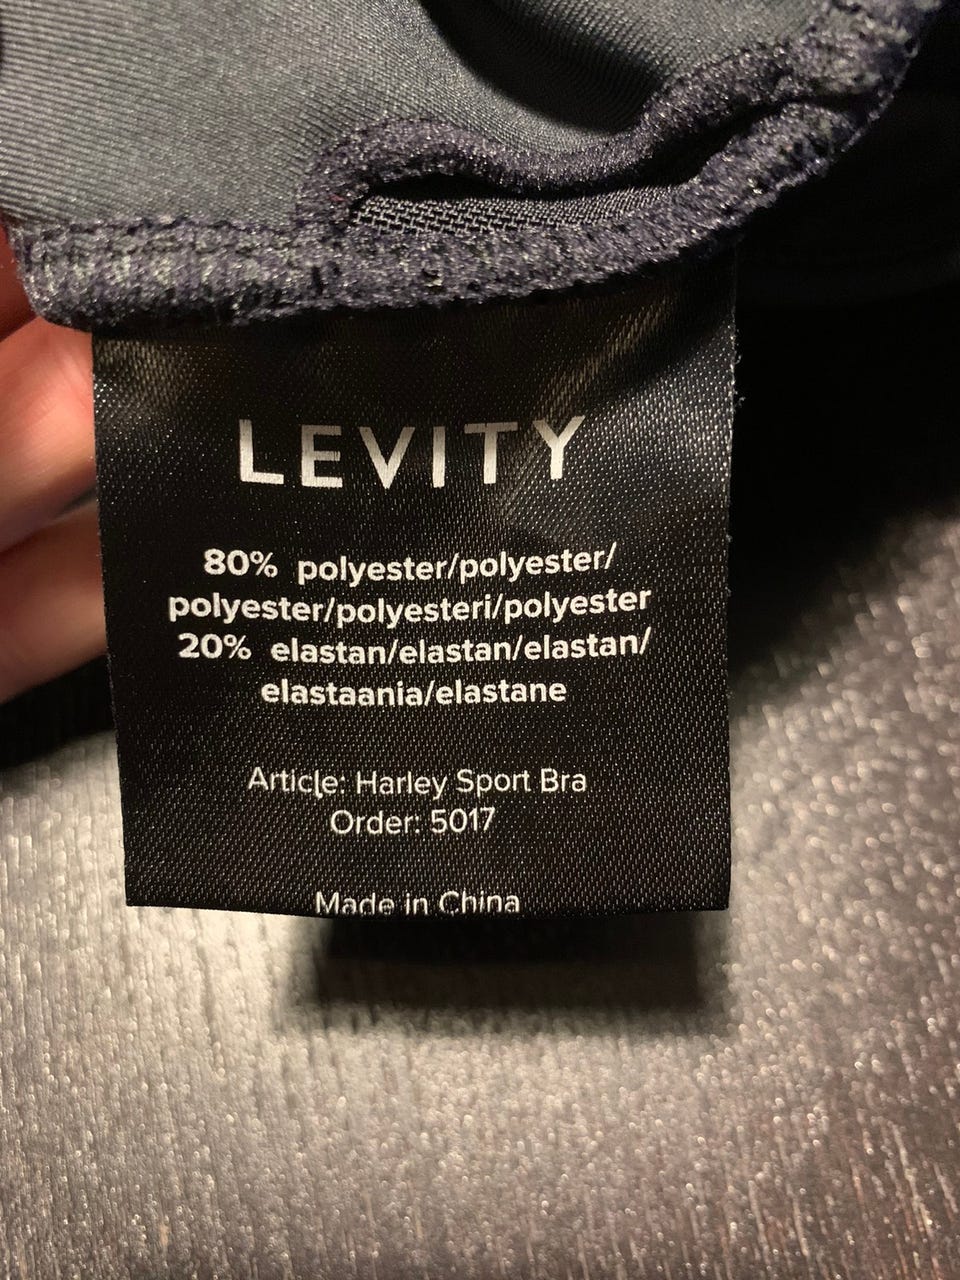 LEVITY
80% polyester/polyester/
polyester/polyesteri/polyester
20% elastan/elastan/elastan/
elastaania/elastane
Article: Harley Sport Bra
Order: 5017
Made in China